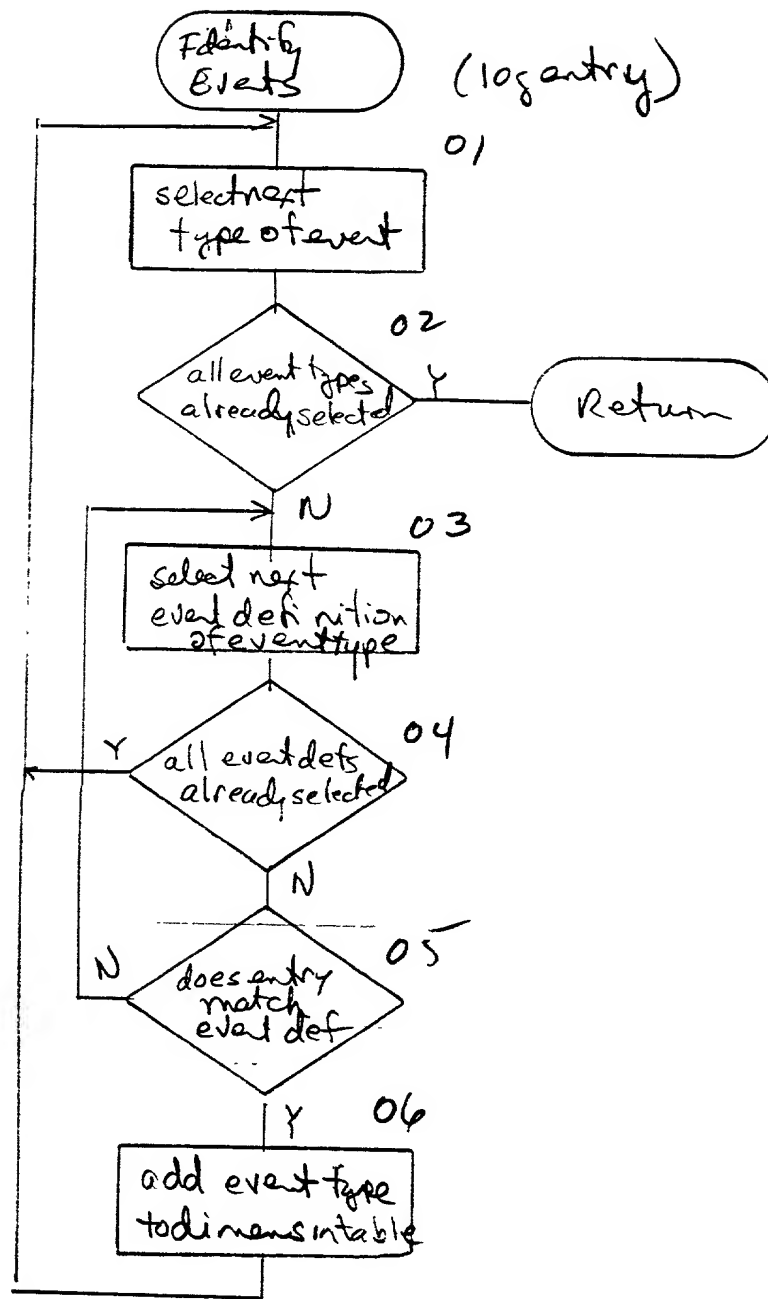 Identify
Events
(log entry)
01
select next
type of event
02
all event types
already selected
Y
Return
N
03
select next
event definition
of event type
04
Y
all event defs
already selected
N
05
N
does entry
match
event def
Y
06
add event type
to dimensin table